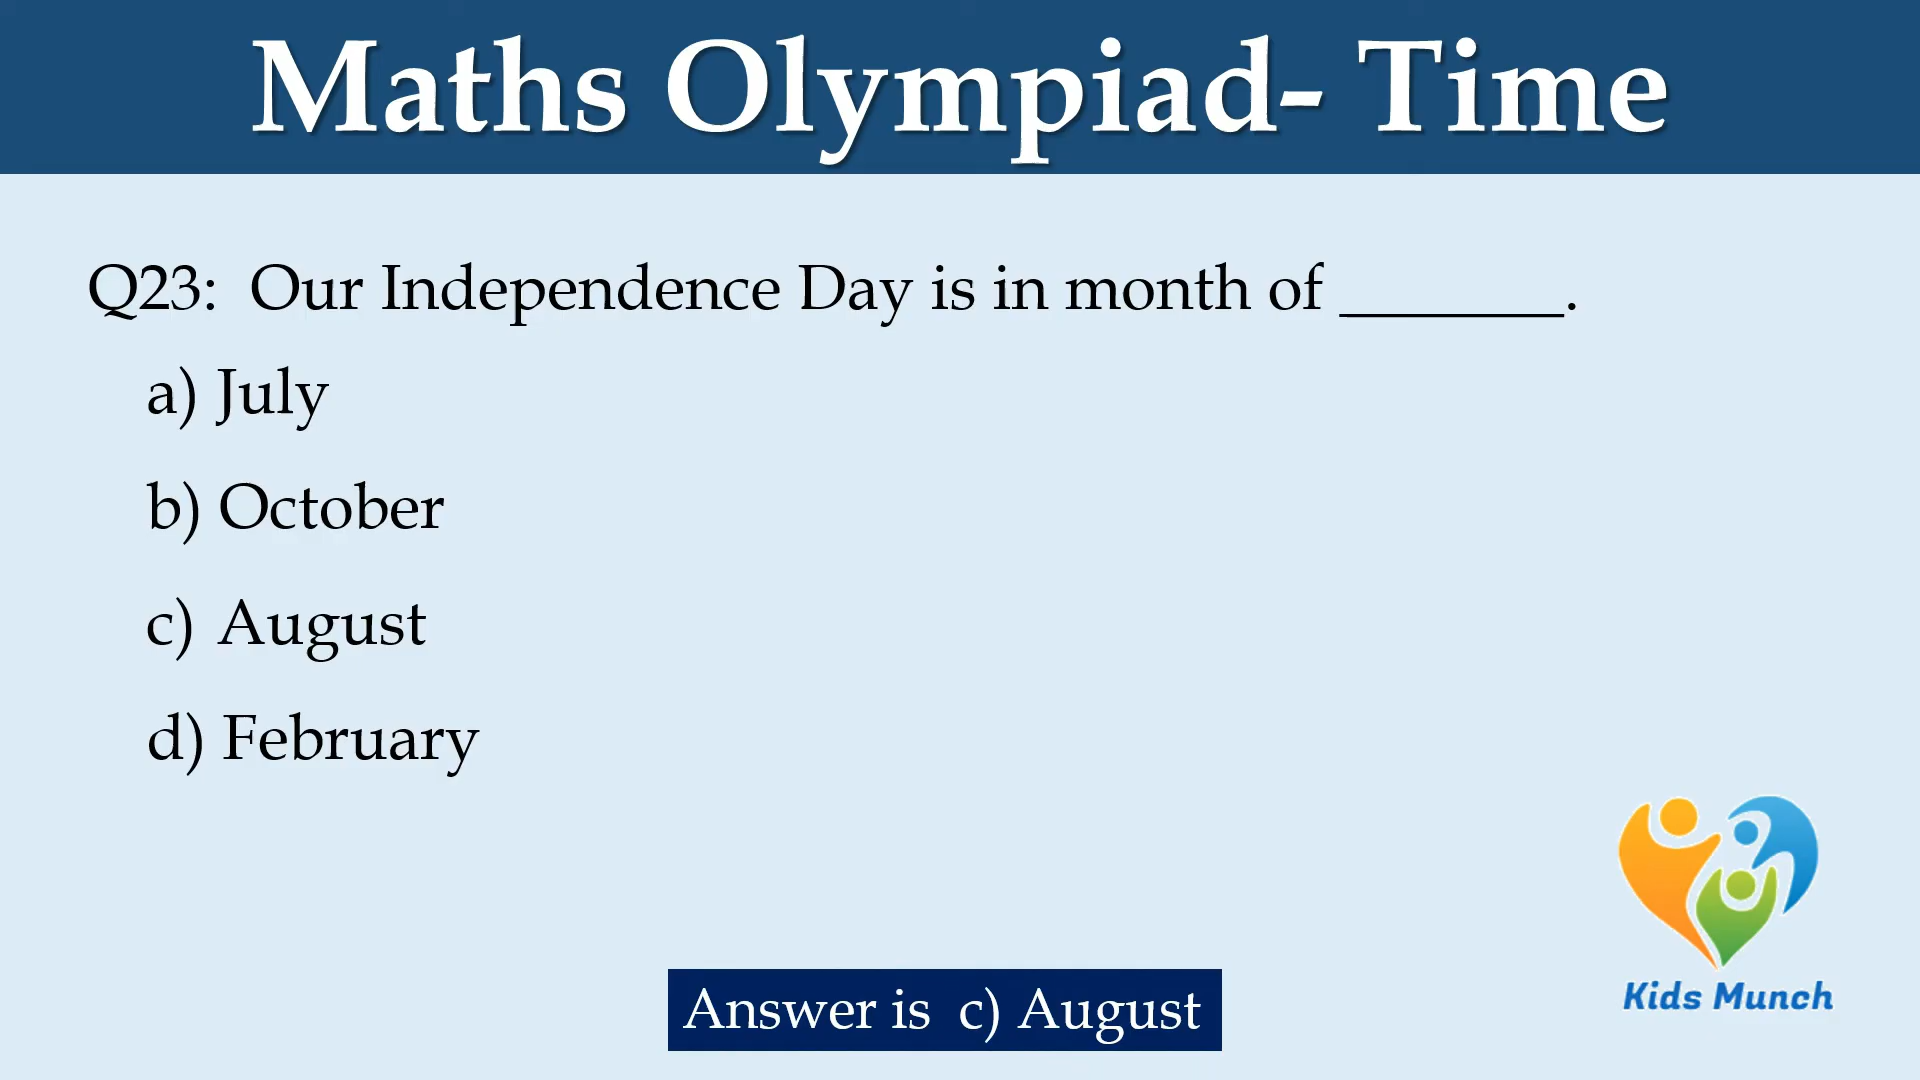 Maths Olympiad- Time
Q23: Our Independence Day is in month of _______.
a) July
b) October
c) August
d) February
Answer is c) August
Kids Munch